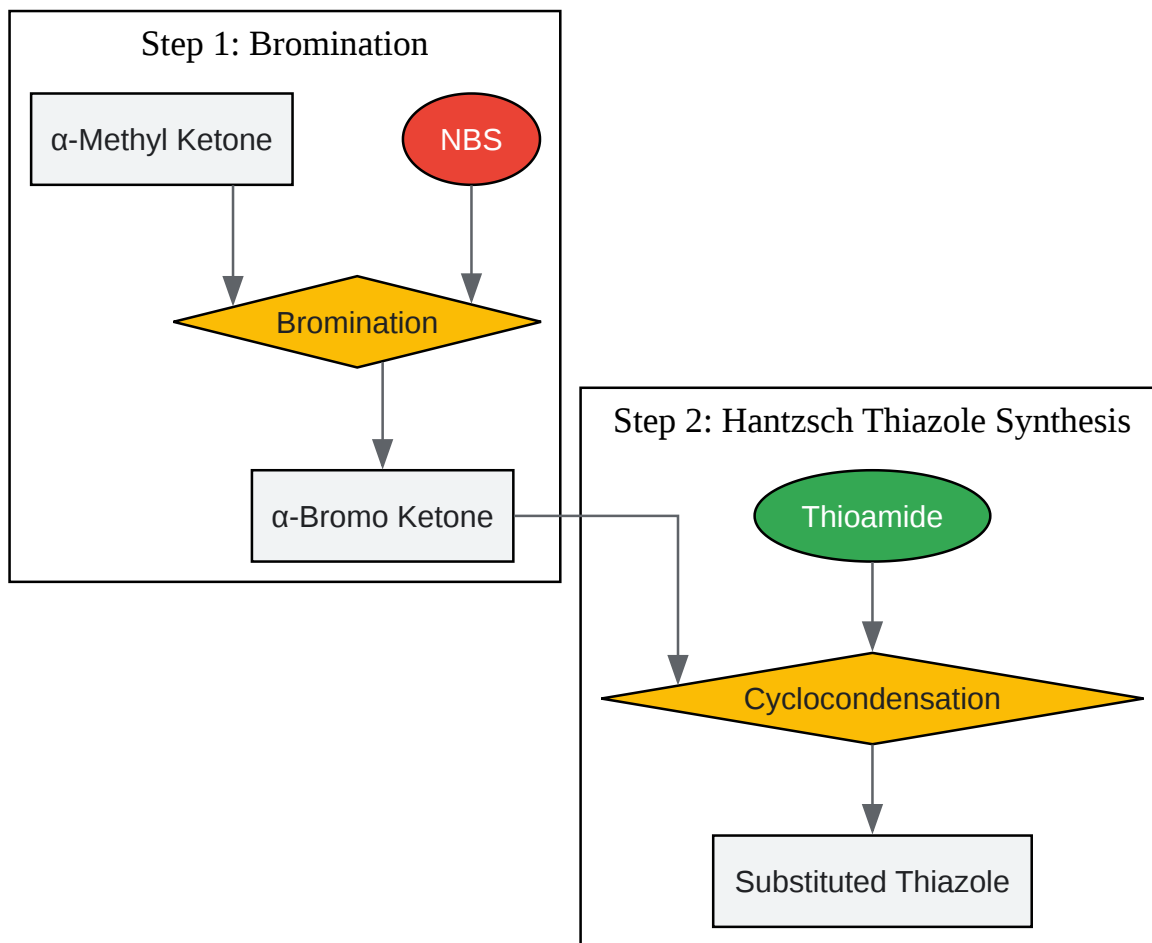 Step 1: Bromination
α-Methyl Ketone
NBS
Bromination
α-Bromo Ketone
Step 2: Hantzsch Thiazole Synthesis
Thioamide
Cyclocondensation
Substituted Thiazole